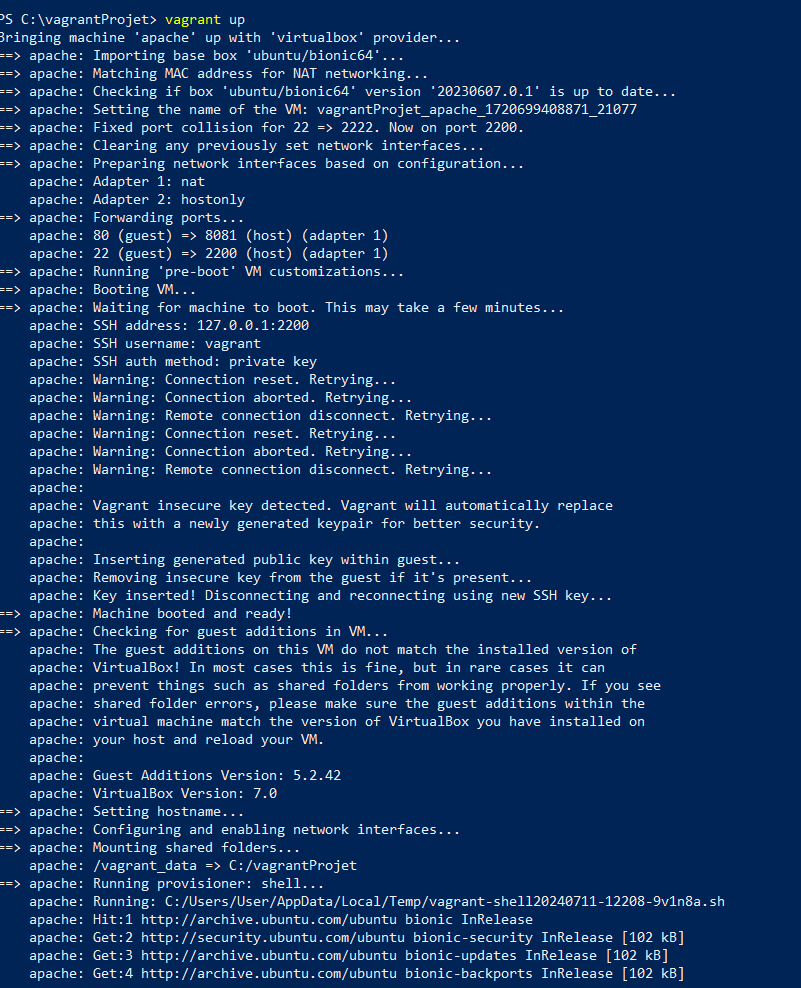 PS C:\vagrantProjet> vagrant up
Bringing machine 'apache' up with 'virtualbox' provider...
==> apache: Importing base box 'ubuntu/bionic64'...
==> apache: Matching MAC address for NAT networking...
==> apache: Checking if box 'ubuntu/bionic64' version '20230607.0.1' is up to date...
==> apache: Setting the name of the VM: vagrantProjet_apache_1720699408871_21077
==> apache: Fixed port collision for 22 => 2222. Now on port 2200.
==> apache: Clearing any previously set network interfaces...
==> apache: Preparing network interfaces based on configuration...
    apache: Adapter 1: nat
    apache: Adapter 2: hostonly
==> apache: Forwarding ports...
    apache: 80 (guest) => 8081 (host) (adapter 1)
    apache: 22 (guest) => 2200 (host) (adapter 1)
==> apache: Running 'pre-boot' VM customizations...
==> apache: Booting VM...
==> apache: Waiting for machine to boot. This may take a few minutes...
    apache: SSH address: 127.0.0.1:2200
    apache: SSH username: vagrant
    apache: SSH auth method: private key
    apache: Warning: Connection reset. Retrying...
    apache: Warning: Connection aborted. Retrying...
    apache: Warning: Remote connection disconnect. Retrying...
    apache: Warning: Connection reset. Retrying...
    apache: Warning: Connection aborted. Retrying...
    apache: Warning: Remote connection disconnect. Retrying...
    apache:
    apache: Vagrant insecure key detected. Vagrant will automatically replace
    apache: this with a newly generated keypair for better security.
    apache:
    apache: Inserting generated public key within guest...
    apache: Removing insecure key from the guest if it's present...
    apache: Key inserted! Disconnecting and reconnecting using new SSH key...
==> apache: Machine booted and ready!
==> apache: Checking for guest additions in VM...
    apache: The guest additions on this VM do not match the installed version of
    apache: VirtualBox! In most cases this is fine, but in rare cases it can
    apache: prevent things such as shared folders from working properly. If you see
    apache: shared folder errors, please make sure the guest additions within the
    apache: virtual machine match the version of VirtualBox you have installed on
    apache: your host and reload your VM.
    apache:
    apache: Guest Additions Version: 5.2.42
    apache: VirtualBox Version: 7.0
==> apache: Setting hostname...
==> apache: Configuring and enabling network interfaces...
==> apache: Mounting shared folders...
    apache: /vagrant_data => C:/vagrantProjet
==> apache: Running provisioner: shell...
    apache: Running: C:/Users/User/AppData/Local/Temp/vagrant-shell20240711-12208-9v1n8a.sh
    apache: Hit:1 http://archive.ubuntu.com/ubuntu bionic InRelease
    apache: Get:2 http://security.ubuntu.com/ubuntu bionic-security InRelease [102 kB]
    apache: Get:3 http://archive.ubuntu.com/ubuntu bionic-updates InRelease [102 kB]
    apache: Get:4 http://archive.ubuntu.com/ubuntu bionic-backports InRelease [102 kB]